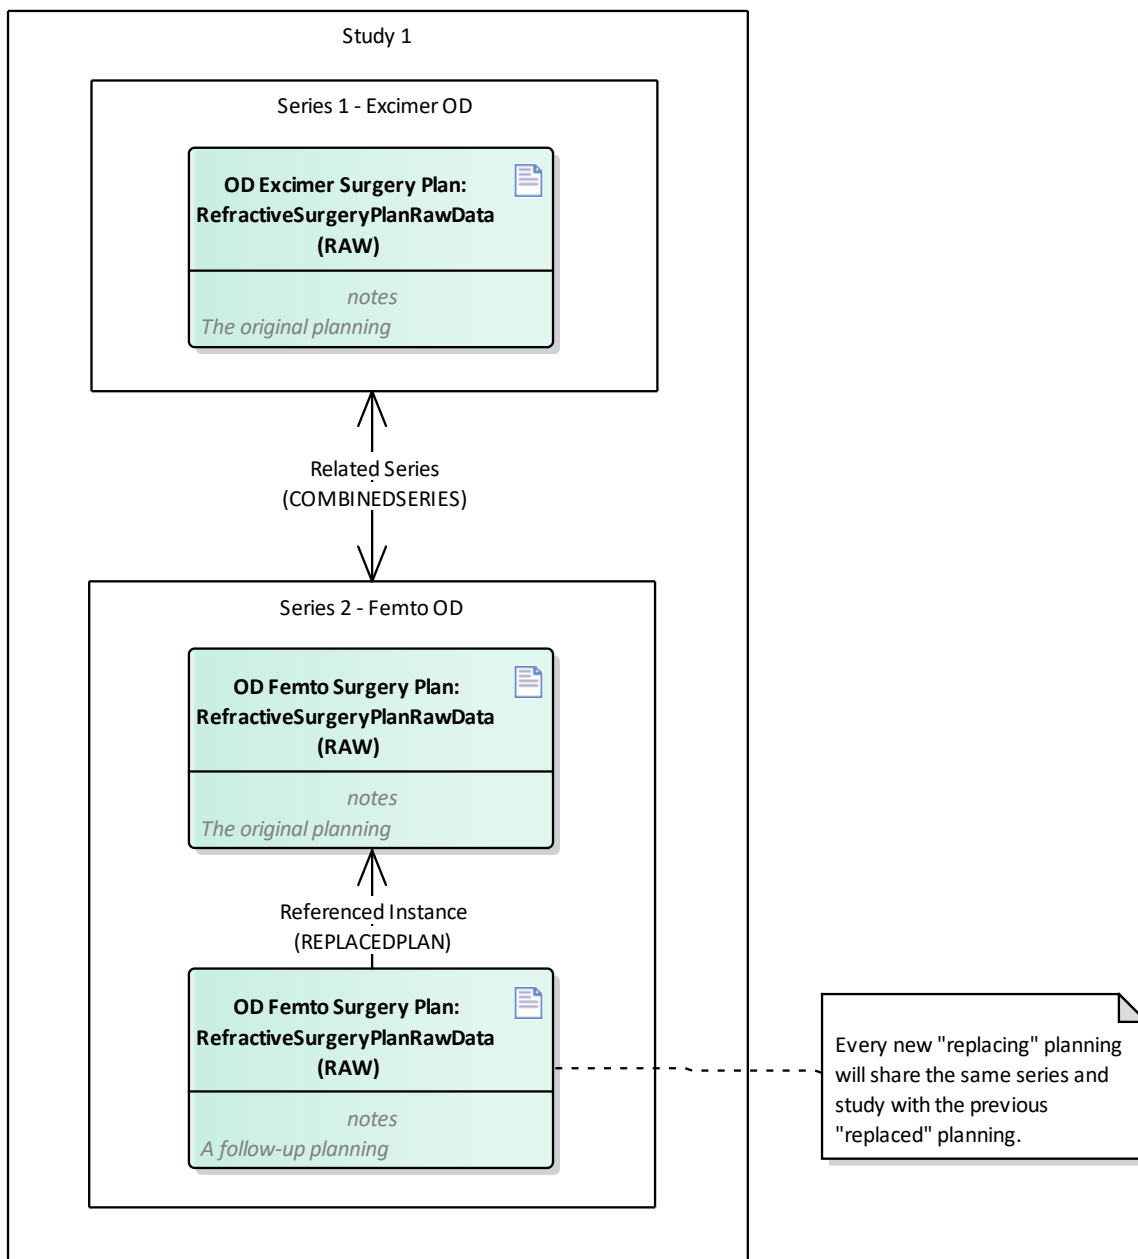 Study 1
Series 1 - Excimer OD
OD Excimer Surgery Plan:
RefractiveSurgeryPlanRawData
(RAW)
notes
The original planning
Related Series
(COMBINEDSERIES)
Series 2 - Femto OD
OD Femto Surgery Plan:
RefractiveSurgeryPlanRawData
(RAW)
notes
The original planning
Referenced Instance
(REPLACEDPLAN)
OD Femto Surgery Plan:
RefractiveSurgeryPlanRawData
(RAW)
notes
A follow-up planning
Every new "replacing" planning
will share the same series and
study with the previous
"replaced" planning.